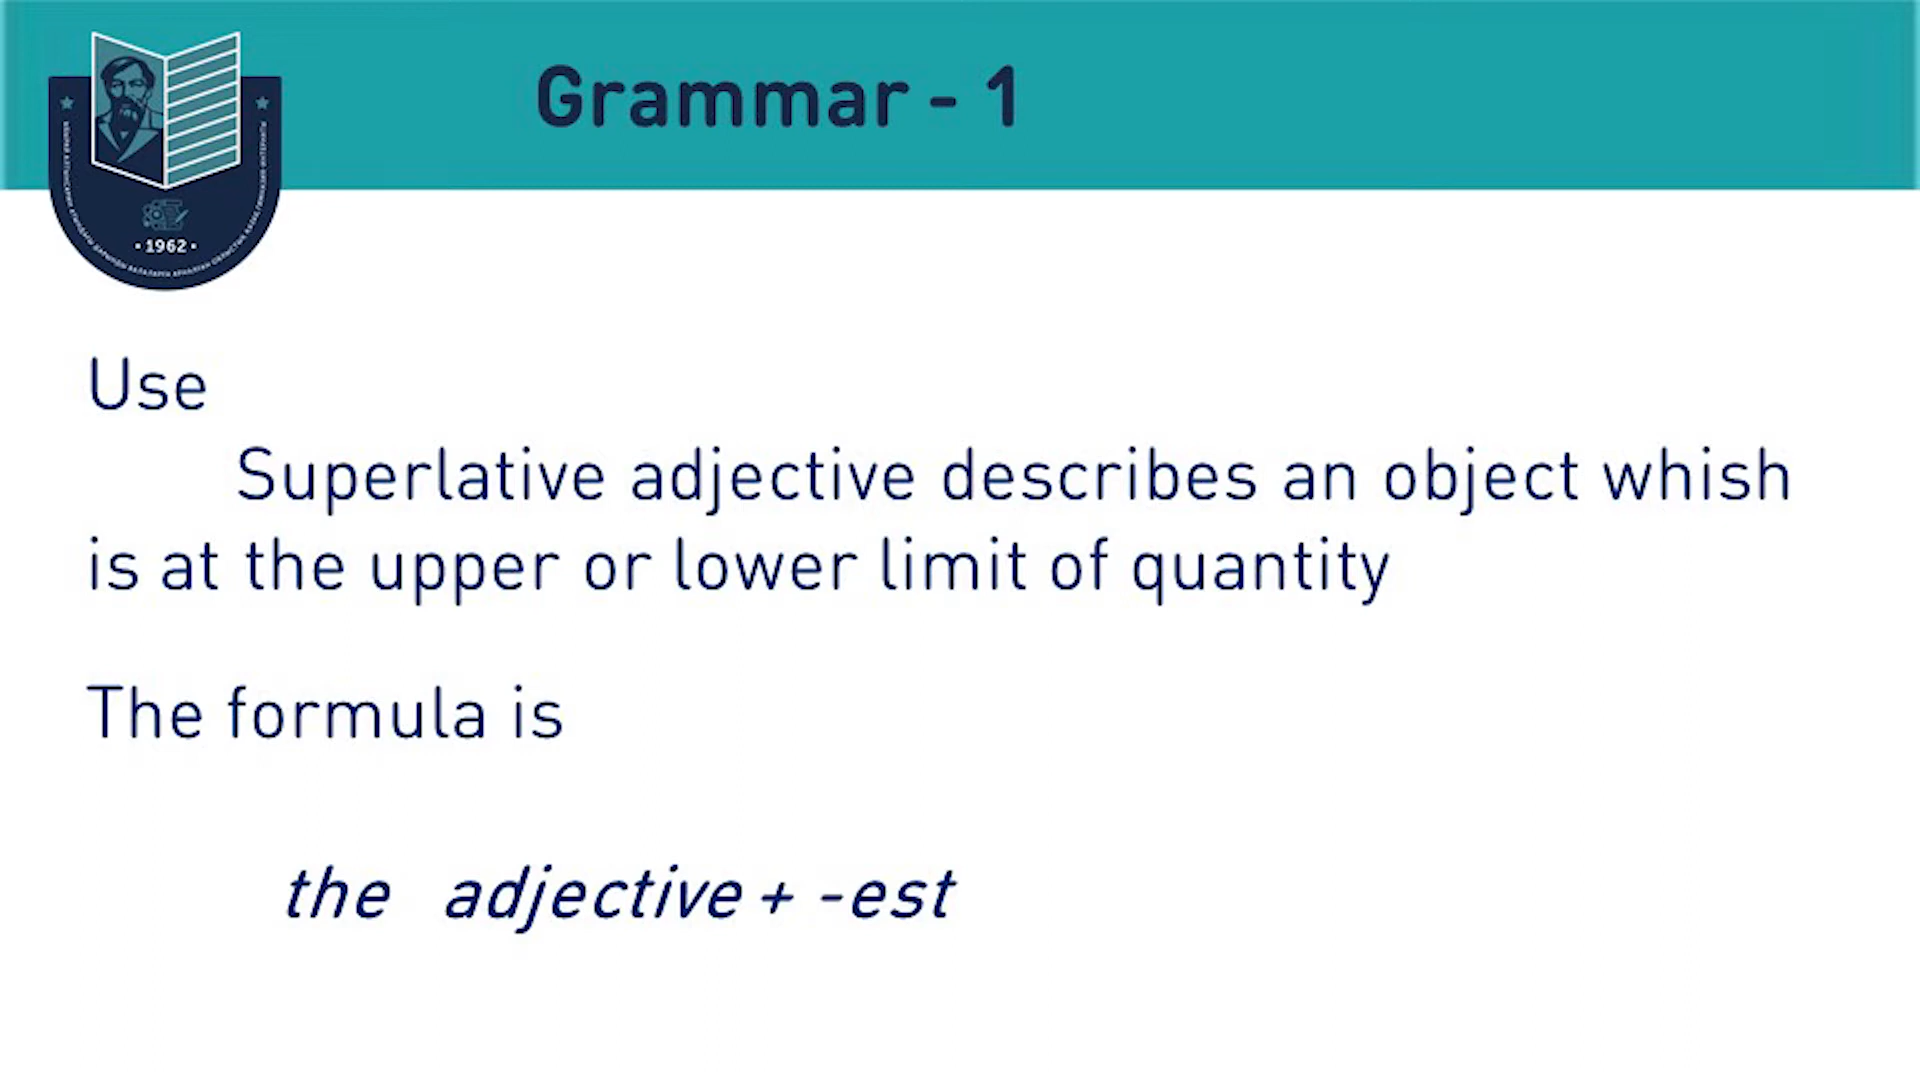 Grammar - 1
• 1962 •
Use
Superlative adjective describes an object whish
is at the upper or lower limit of quantity
The formula is
the adjective + -est